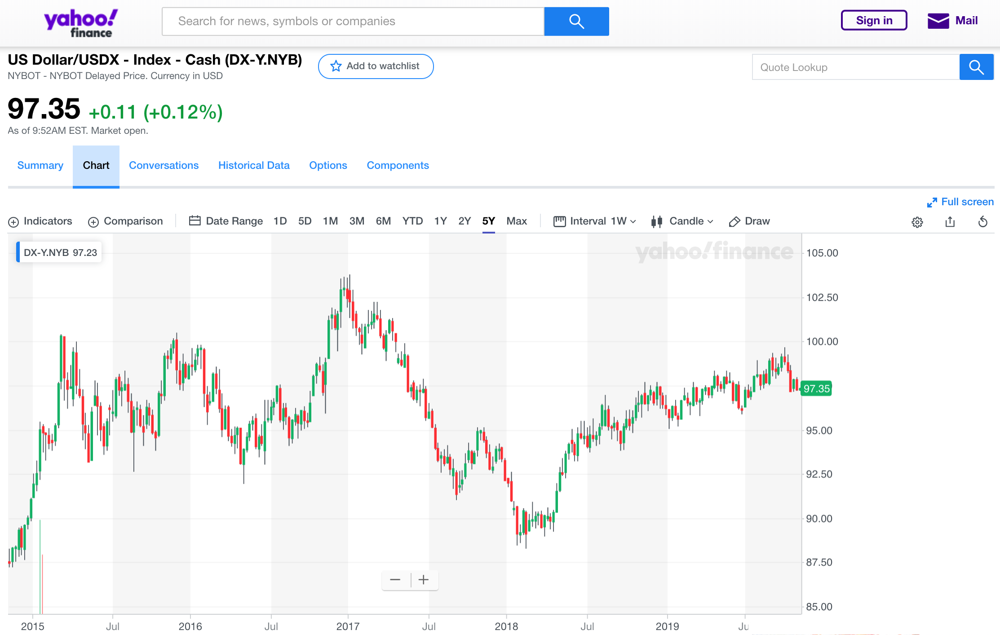 yahoo!
finance
Search for news, symbols or companies
Sign in
Mail
US Dollar/USDX - Index - Cash (DX-Y.NYB)
Add to watchlist
Quote Lookup
NYBOT - NYBOT Delayed Price. Currency in USD
97.35 +0.11 (+0.12%)
As of 9:52AM EST. Market open.
Summary Chart Conversations Historical Data Options Components
Full screen
Indicators Comparison Date Range 1D 5D 1M 3M 6M YTD 1Y 2Y 5Y Max Interval 1W Candle Draw
DX-Y.NYB 97.23
yahoo!finance
105.00
102.50
100.00
97.35
95.00
92.50
90.00
87.50
85.00
2015 Jul 2016 Jul 2017 Jul 2018 Jul 2019 Ju